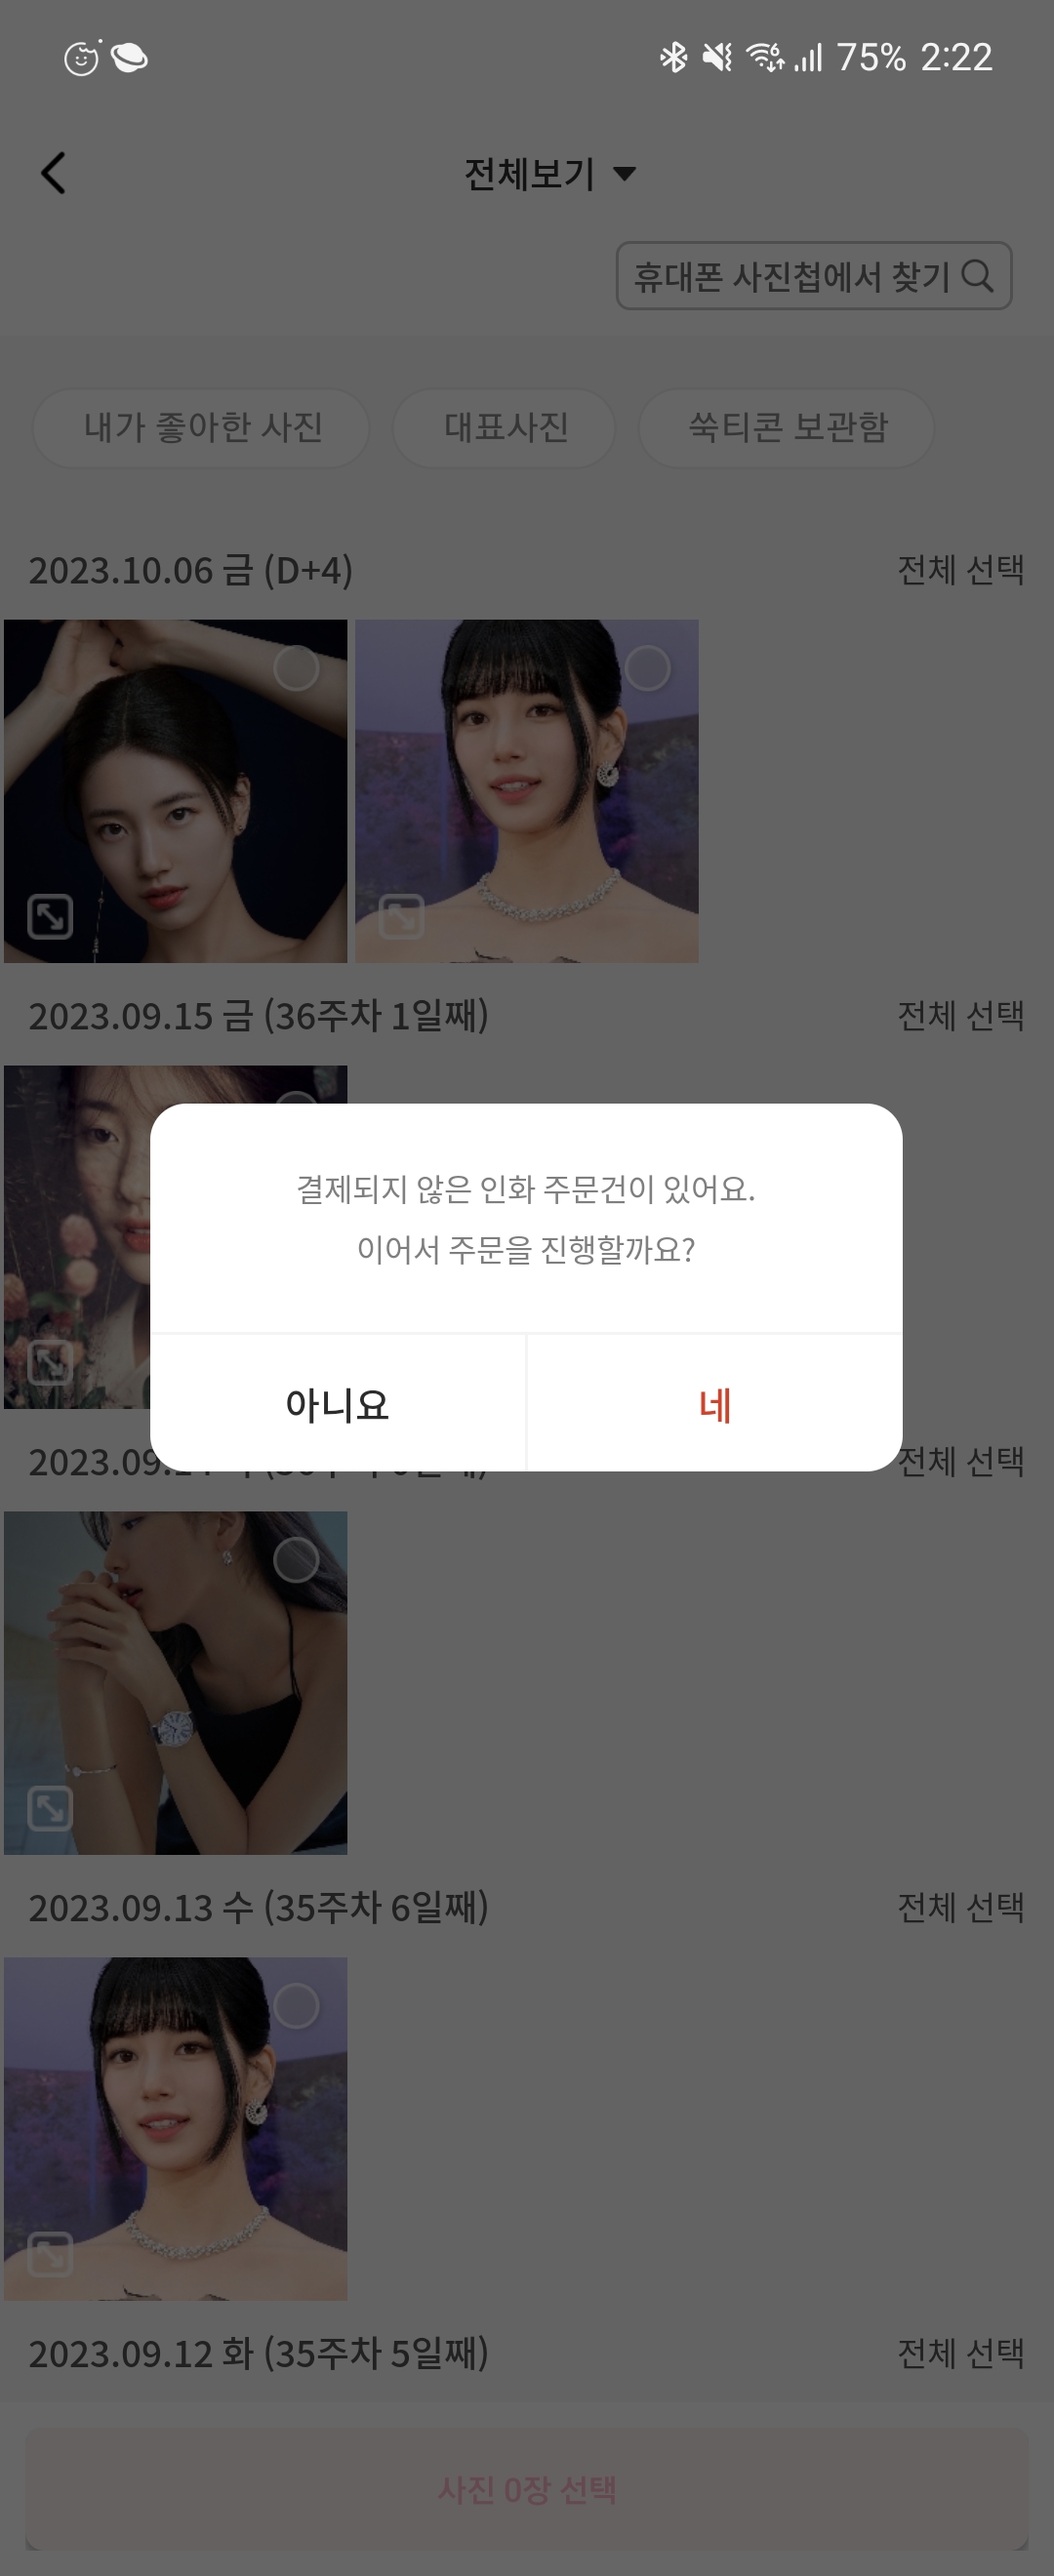 75% 2:22
전체보기
휴대폰 사진첩에서 찾기
내가 좋아한 사진 대표사진 쑥티콘 보관함
2023.10.06 금 (D+4) 전체 선택
2023.09.15 금 (36주차 1일째) 전체 선택
결제되지 않은 인화 주문건이 있어요.
이어서 주문을 진행할까요?
아니요 네
전체 선택
2023.09.13 수 (35주차 6일째) 전체 선택
2023.09.12 화 (35주차 5일째) 전체 선택
사진 0장 선택